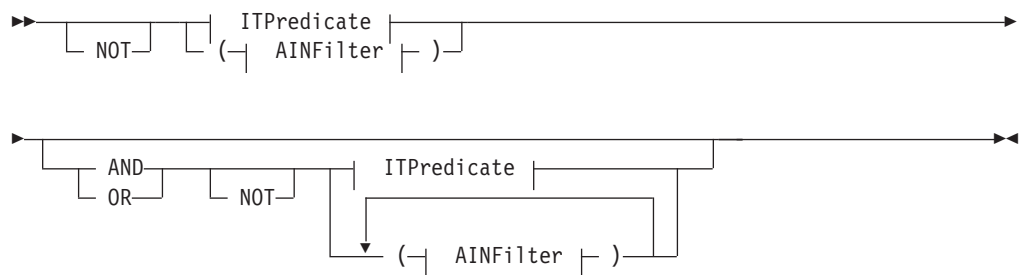 ITPredicate
NOT ( AINFilter )
AND ITPredicate
OR NOT
( AINFilter )